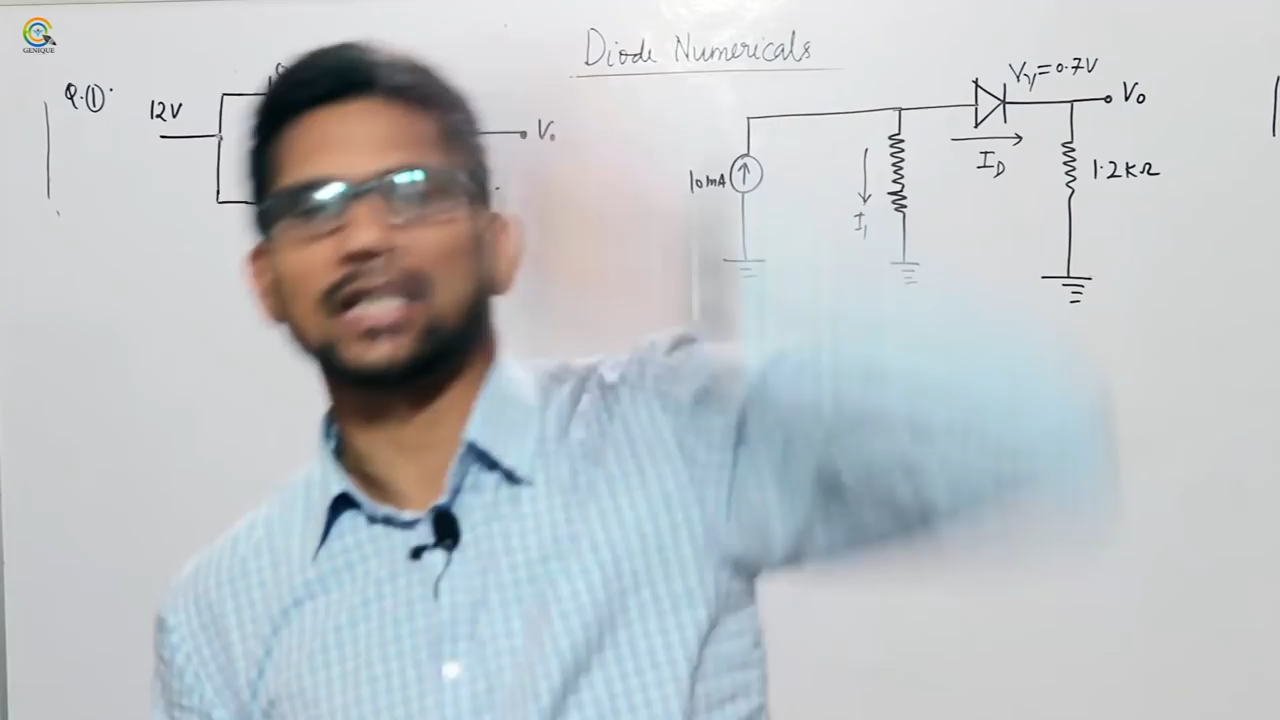 GENIQUE
Diode Numericals
Q.①
12V
V₀
10mA
I₁
Vγ=0.7V
I_D
V₀
1.2KΩ